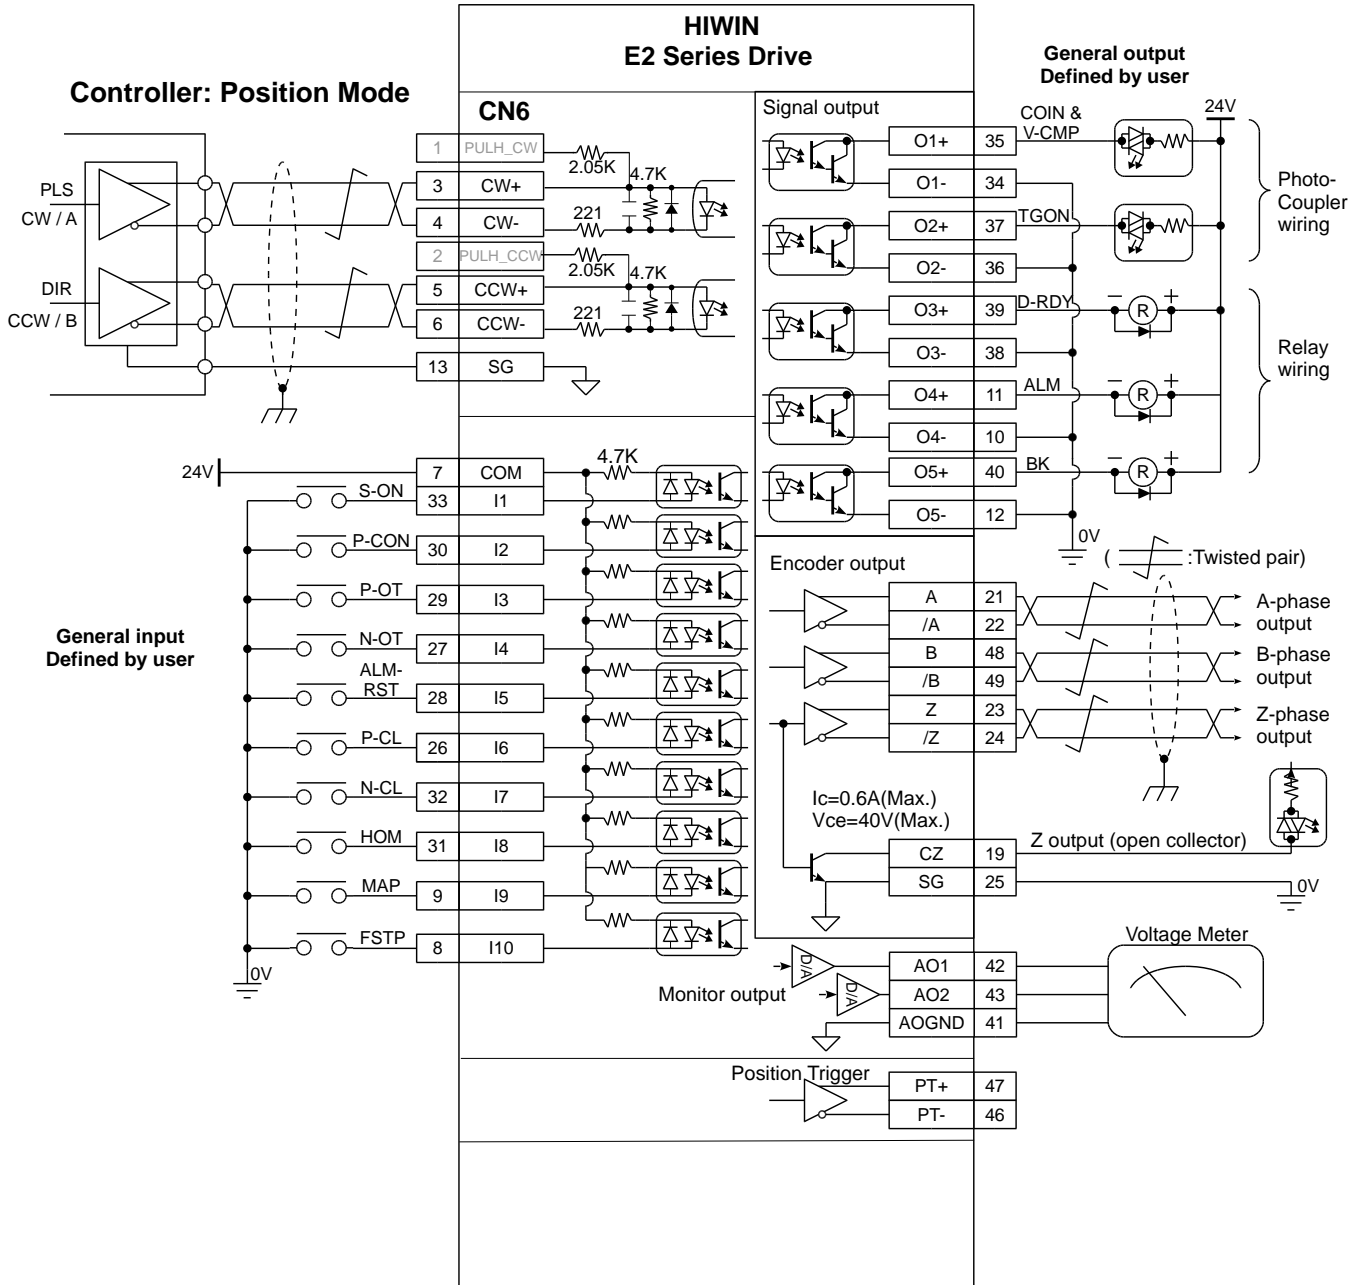 HIWIN
E2 Series Drive
General output
Defined by user
Controller: Position Mode
CN6
Signal output
COIN &
V-CMP
24V
1 PULH_CW
2.05K
4.7K
PLS
CW / A
3 CW+
4 CW-
221
2 PULH_CCW
2.05K
4.7K
DIR
CCW / B
5 CCW+
6 CCW-
221
13 SG
O1+ 35
O1- 34
O2+ 37 TGON
O2- 36
O3+ 39 D-RDY
O3- 38
O4+ 11 ALM
O4- 10
O5+ 40 BK
O5- 12
Photo-
Coupler
wiring
− R +
− R +
− R +
Relay
wiring
0V
( :Twisted pair)
24V 7 COM 4.7K
S-ON 33 I1
P-CON 30 I2
P-OT 29 I3
N-OT 27 I4
ALM-
RST 28 I5
P-CL 26 I6
N-CL 32 I7
HOM 31 I8
MAP 9 I9
FSTP 8 I10
0V
General input
Defined by user
Encoder output
A 21
/A 22
A-phase
output
B 48
/B 49
B-phase
output
Z 23
/Z 24
Z-phase
output
Ic=0.6A(Max.)
Vce=40V(Max.)
CZ 19 Z output (open collector)
SG 25
0V
Monitor output
D/A
D/A
AO1 42
AO2 43
AOGND 41
Voltage Meter
Position Trigger
PT+ 47
PT- 46